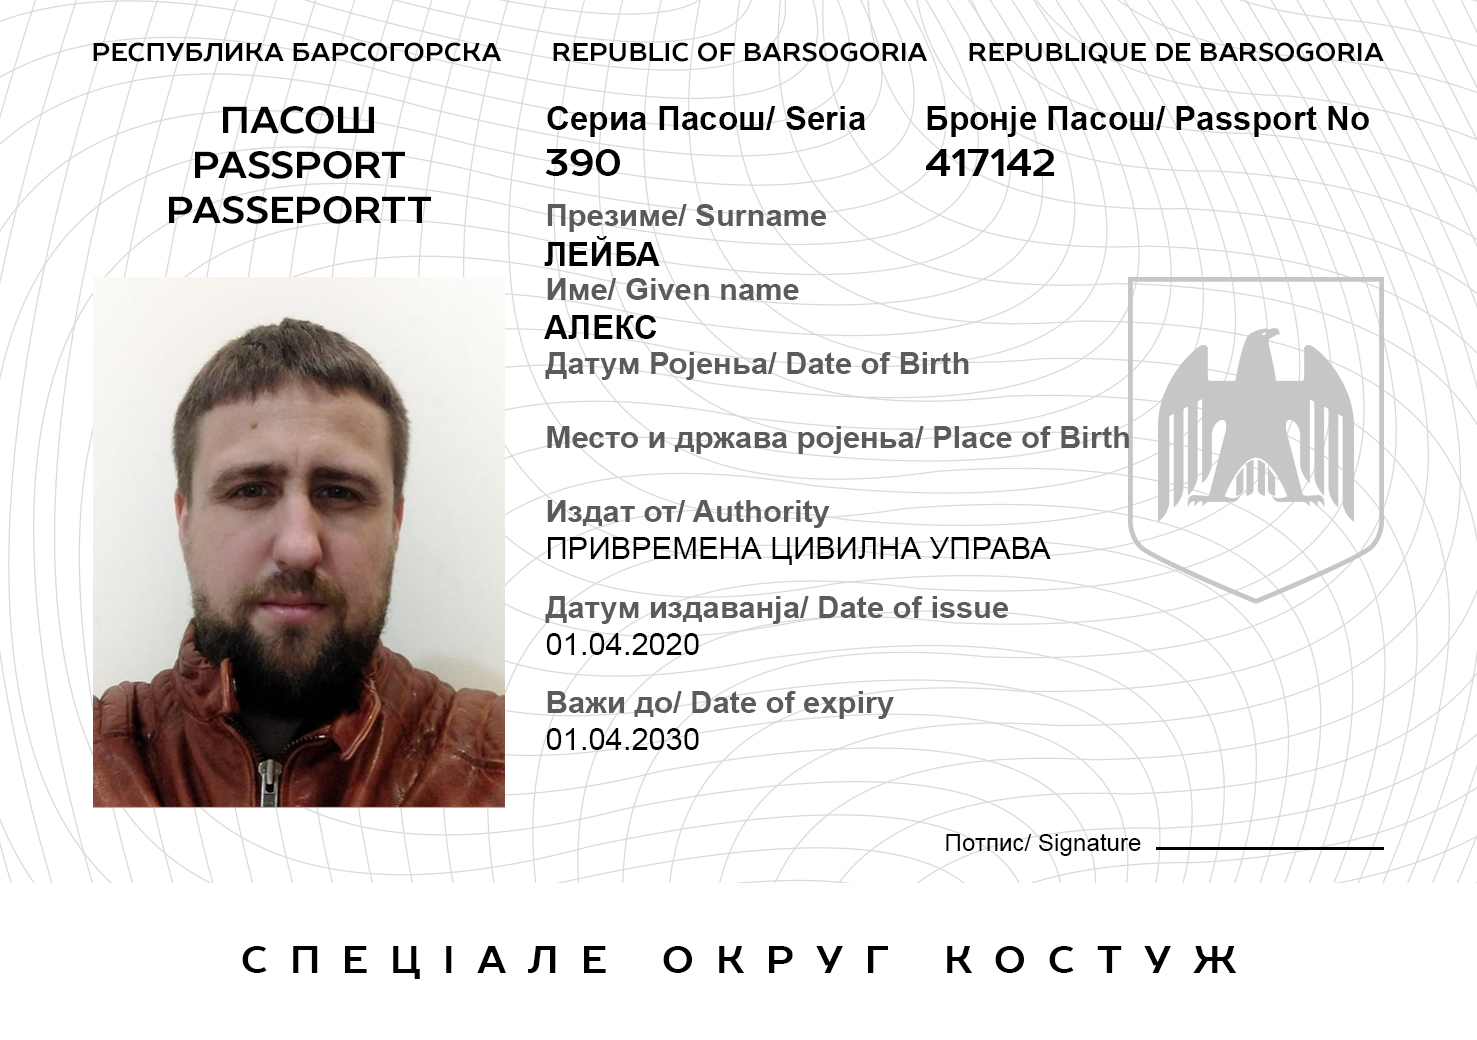 РЕСПУБЛИКА БАРСОГОРСКА REPUBLIC OF BARSOGORIA REPUBLIQUE DE BARSOGORIA
ПАСОШ
PASSPORT
PASSEPORTT
Сериа Пасош/ Seria
390
Бронје Пасош/ Passport No
417142
Презиме/ Surname
ЛЕЙБА
Име/ Given name
АЛЕКС
ДатумРојења/ Date of Birth
Место и држава ројења/ Place of Birth
Издат от/ Authority
ПРИВРЕМЕНА ЦИВИЛНА УПРАВА
Датум издаванја/ Date of issue
01.04.2020
Важи до/ Date of expiry
01.04.2030
Потпис/ Signature
СПЕЦІАЛЕ ОКРУГ КОСТУЖ